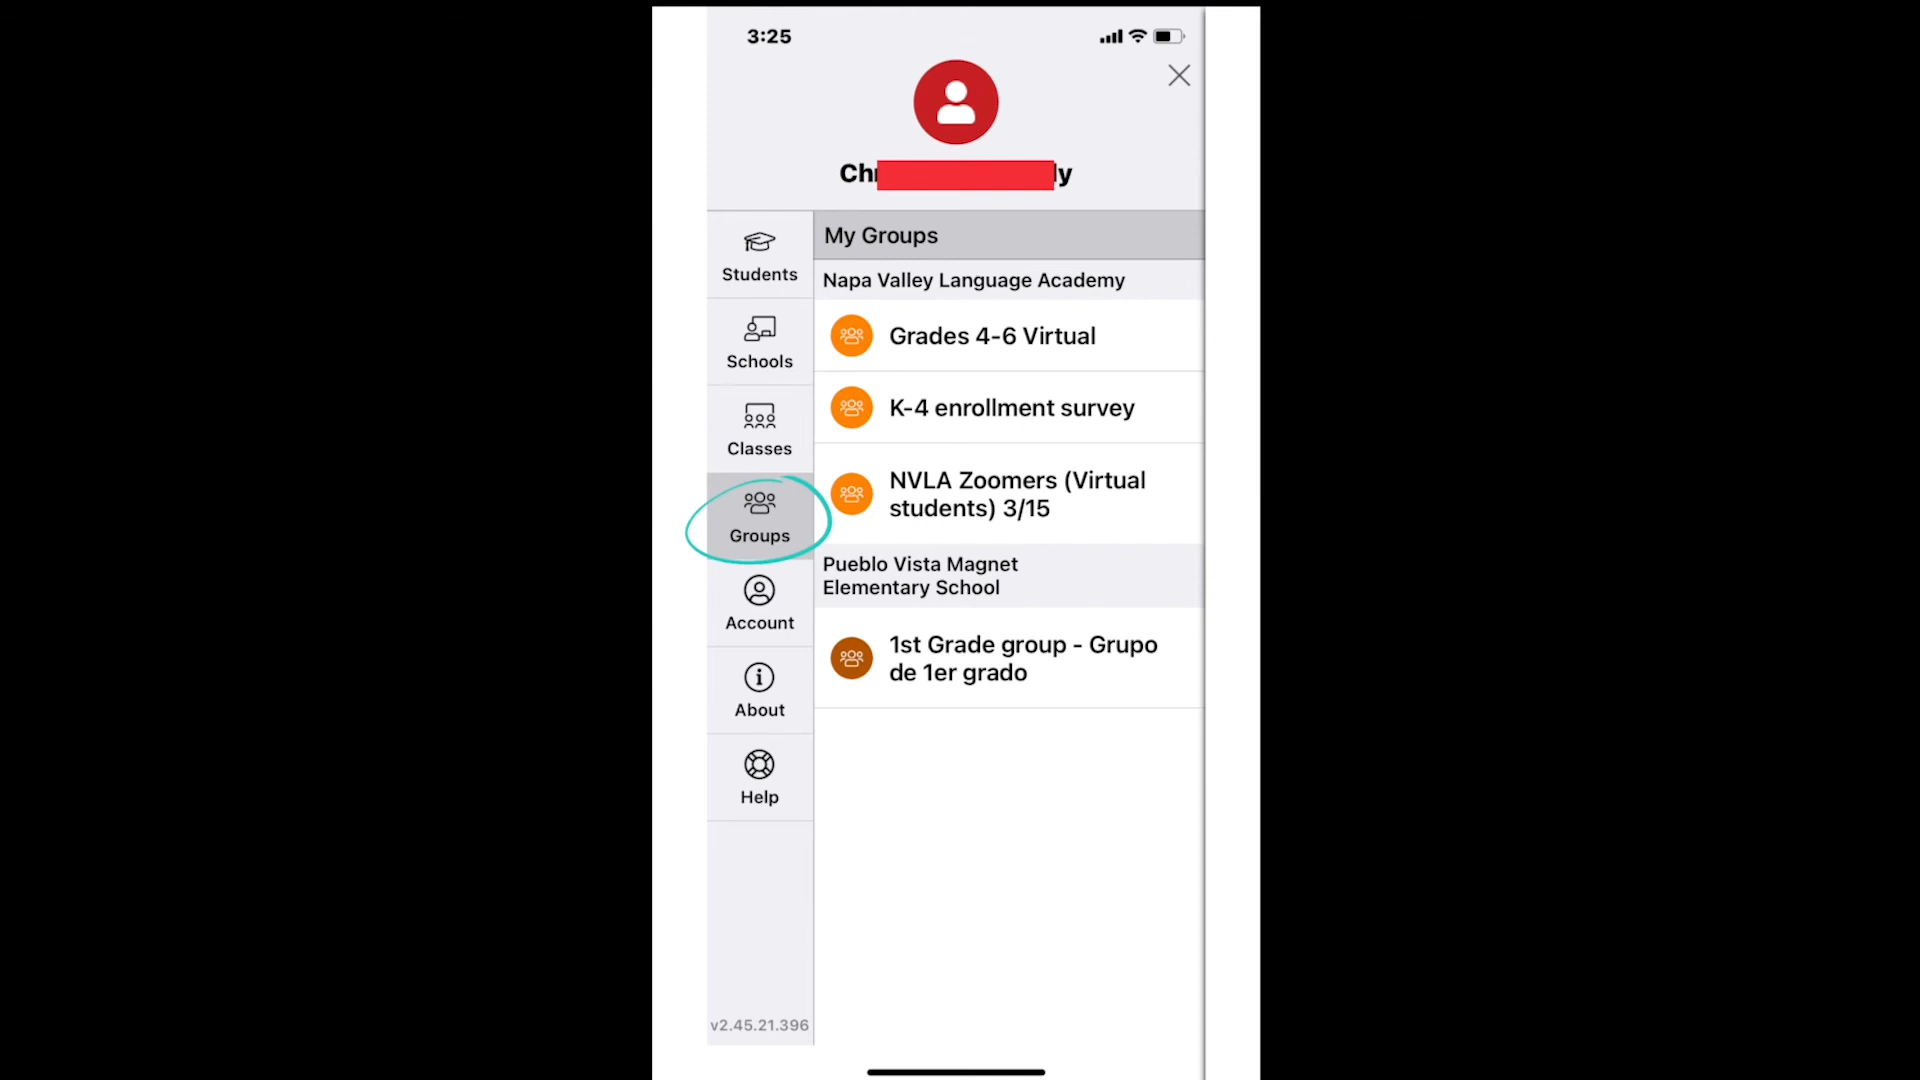 3:25
My Groups
Students
Napa Valley Language Academy
Grades 4-6 Virtual
Schools
K-4 enrollment survey
Classes
NVLA Zoomers (Virtual
students) 3/15
Groups
Pueblo Vista Magnet
Elementary School
Account
1st Grade group - Grupo
de 1er grado
About
Help
v2.45.21.396